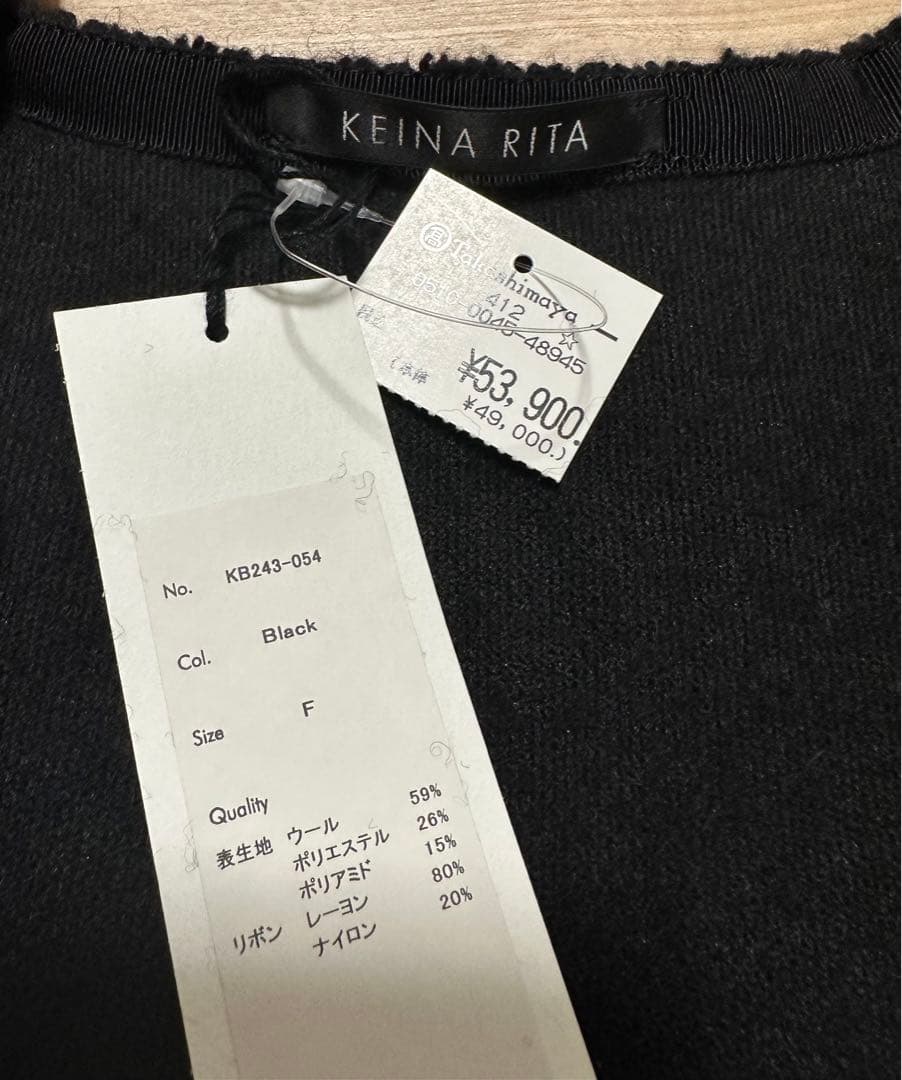 KEINA RITA
髙 Takashimaya
412
0045-48945
¥53,900.
¥49,000.)
No. KB243-054
Col. Black
Size F
Quality
表生地 ウール 59%
ポリエステル 26%
ポリアミド 15%
リボン レーヨン 80%
ナイロン 20%